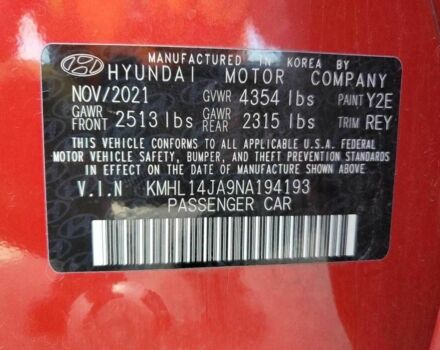 MANUFACTURED IN KOREA BY
HYUNDAI MOTOR COMPANY
NOV/2021 GVWR 4354 lbs PAINT Y2E
GAWR FRONT 2513 lbs GAWR REAR 2315 lbs TRIM REY
THIS VEHICLE CONFORMS TO ALL APPLICABLE U.S.A. FEDERAL
MOTOR VEHICLE SAFETY, BUMPER, AND THEFT PREVENTION STANDARDS
IN EFFECT ON THE DATE OF MANUFACTURE SHOWN ABOVE.
V.I.N KMHL14JA9NA194193
PASSENGER CAR